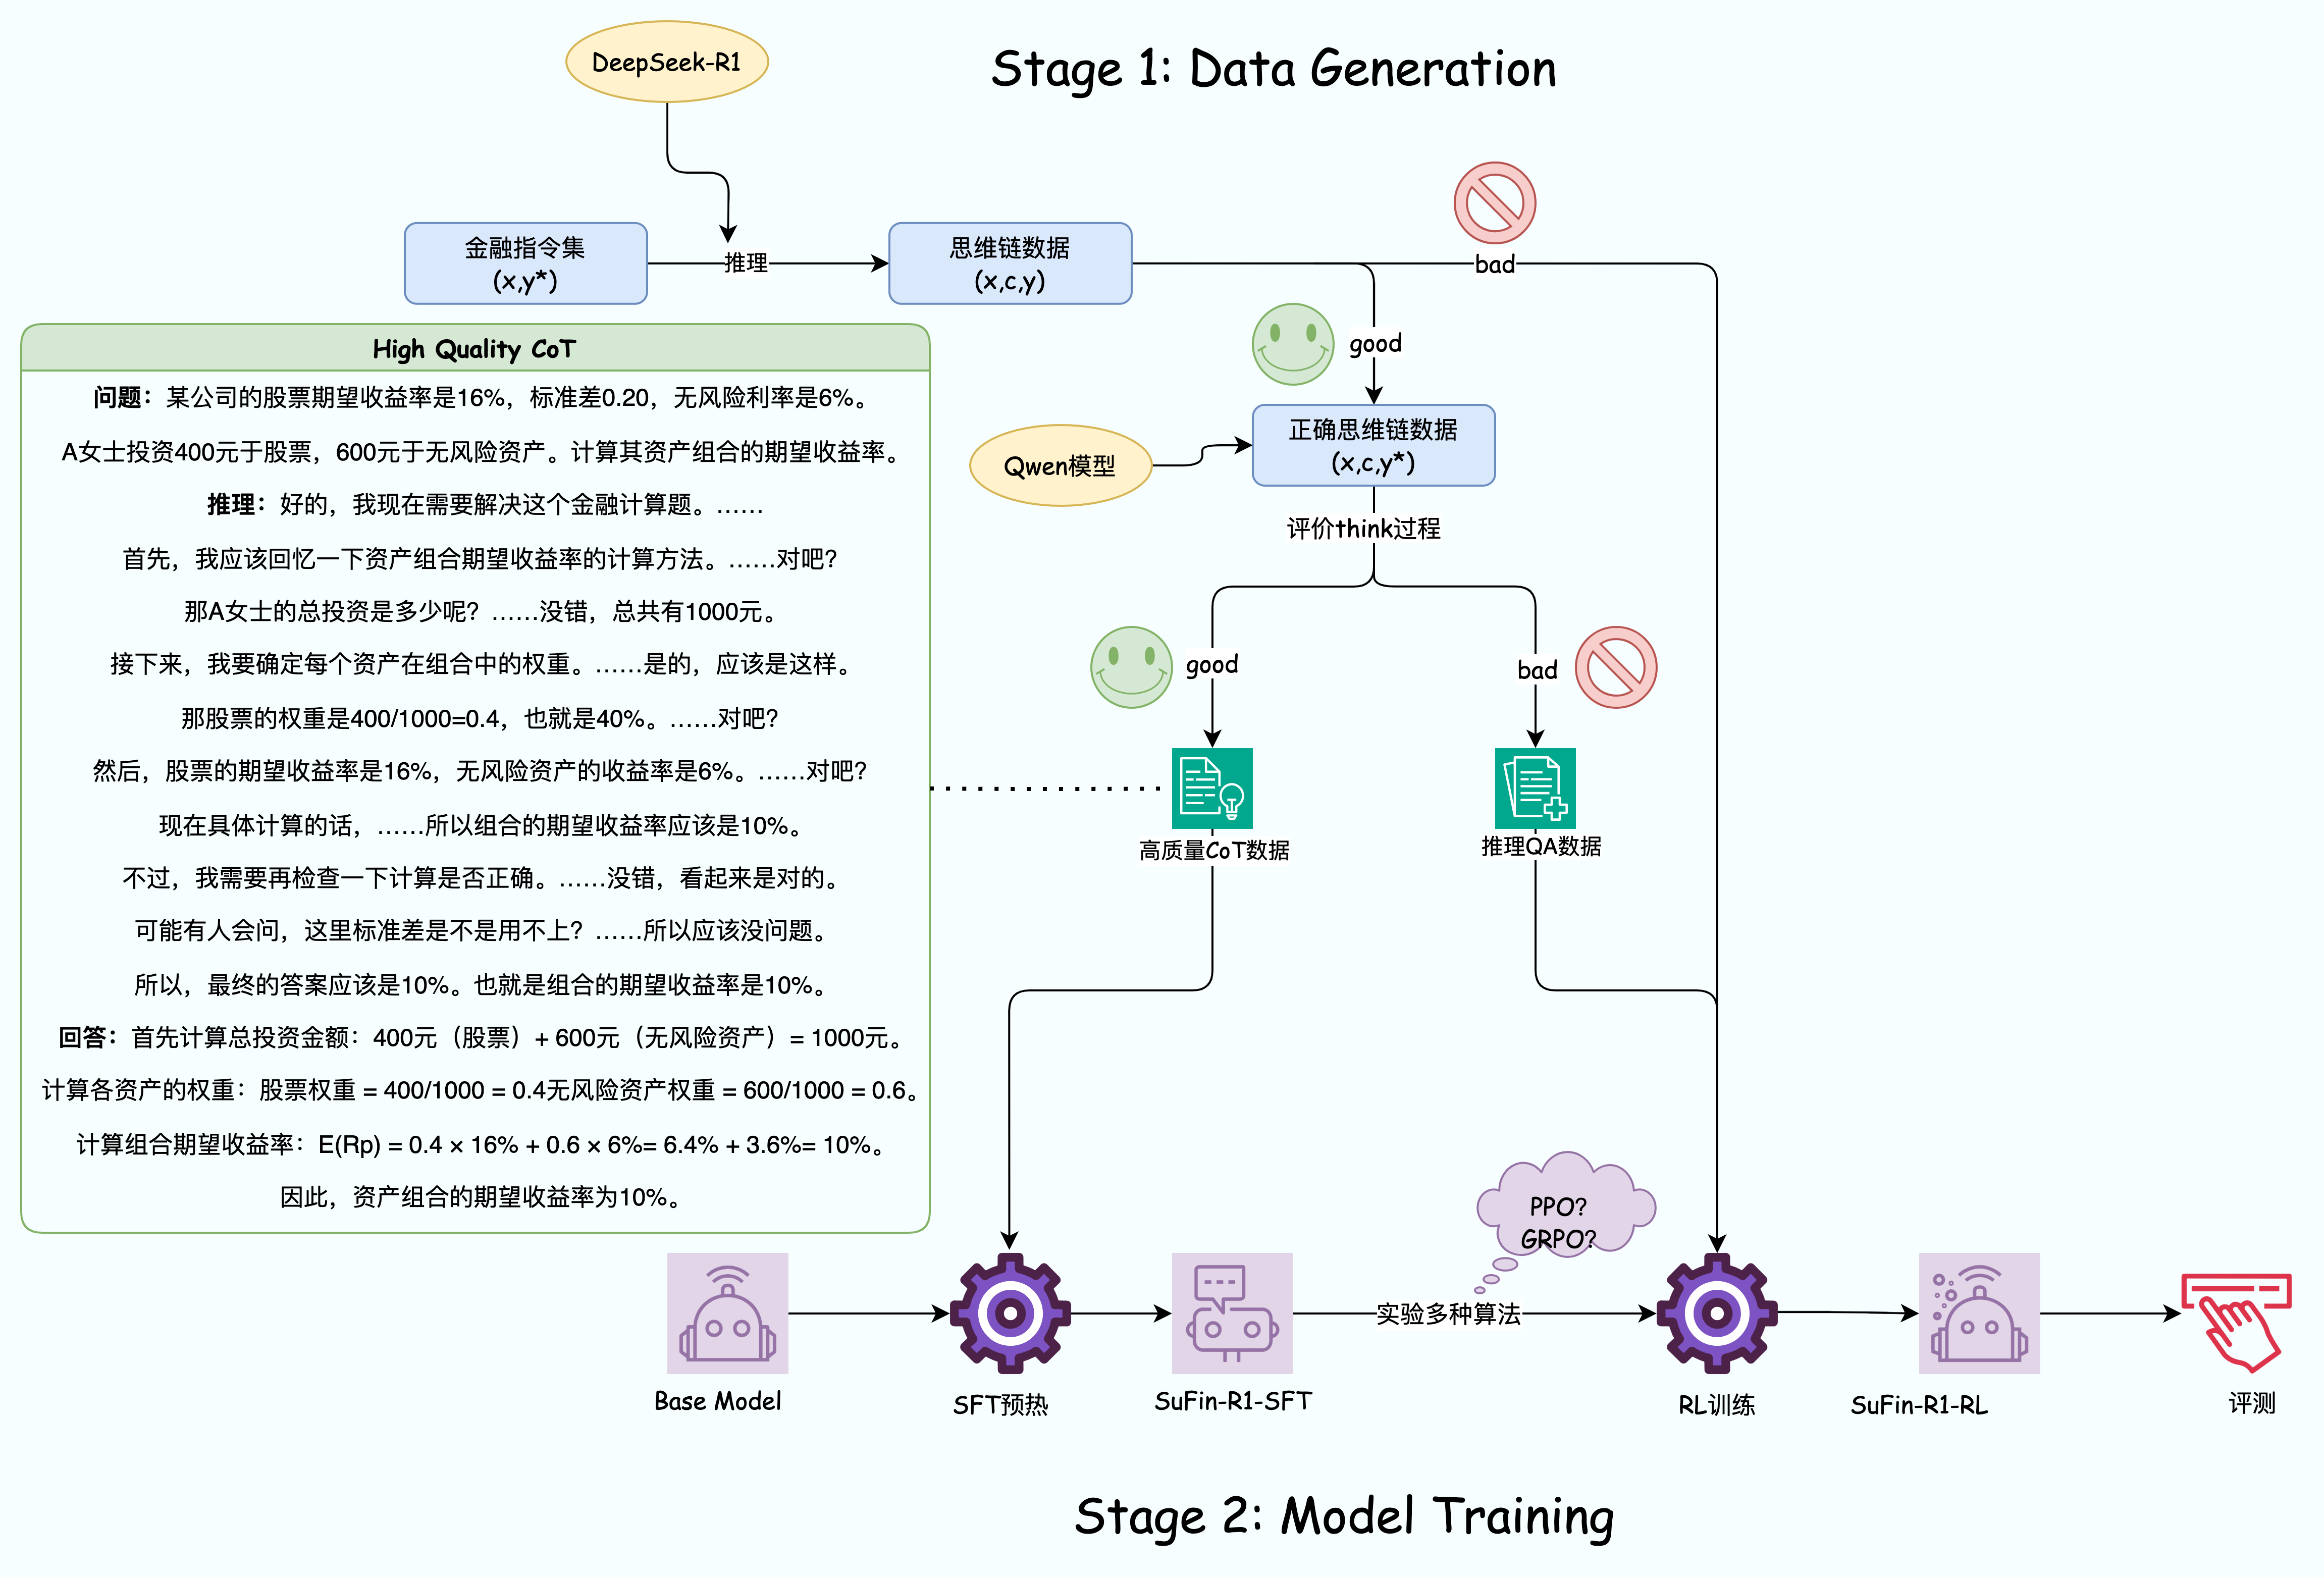 DeepSeek-R1
Stage 1: Data Generation
金融指令集
(x,y*)
推理
思维链数据
(x,c,y)
bad
good
High Quality CoT
问题：某公司的股票期望收益率是16%，标准差0.20，无风险利率是6%。
A女士投资400元于股票，600元于无风险资产。计算其资产组合的期望收益率。
推理：好的，我现在需要解决这个金融计算题。……
首先，我应该回忆一下资产组合期望收益率的计算方法。……对吧？
那A女士的总投资是多少呢？……没错，总共有1000元。
接下来，我要确定每个资产在组合中的权重。……是的，应该是这样。
那股票的权重是400/1000=0.4，也就是40%。……对吧？
然后，股票的期望收益率是16%，无风险资产的收益率是6%。……对吧？
现在具体计算的话，……所以组合的期望收益率应该是10%。
不过，我需要再检查一下计算是否正确。……没错，看起来是对的。
可能有人会问，这里标准差是不是用不上？……所以应该没问题。
所以，最终的答案应该是10%。也就是组合的期望收益率是10%。
回答：首先计算总投资金额：400元（股票）+ 600元（无风险资产）= 1000元。
计算各资产的权重：股票权重 = 400/1000 = 0.4无风险资产权重 = 600/1000 = 0.6。
计算组合期望收益率：E(Rp) = 0.4 × 16% + 0.6 × 6%= 6.4% + 3.6%= 10%。
因此，资产组合的期望收益率为10%。
Qwen模型
正确思维链数据
(x,c,y*)
评价think过程
good
bad
高质量CoT数据
推理QA数据
PPO?
GRPO?
实验多种算法
Base Model
SFT预热
SuFin-R1-SFT
RL训练
SuFin-R1-RL
评测
Stage 2: Model Training